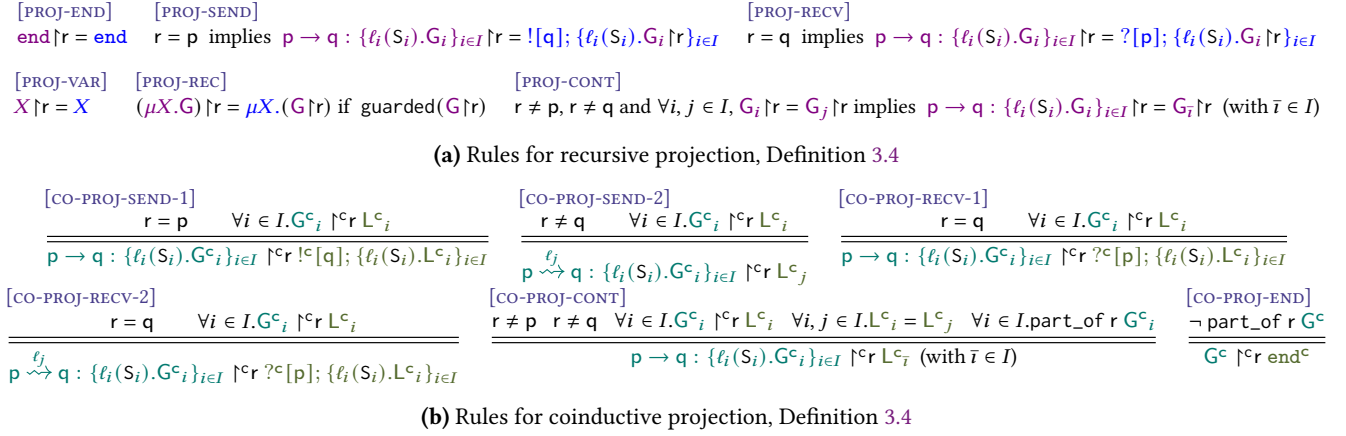 [PROJ-END] [PROJ-SEND] [PROJ-RECV]
end↾r = end r = p implies p → q : {ℓᵢ(Sᵢ).Gᵢ}ᵢ∈I↾r = ![q]; {ℓᵢ(Sᵢ).Gᵢ↾r}ᵢ∈I r = q implies p → q : {ℓᵢ(Sᵢ).Gᵢ}ᵢ∈I↾r = ?[p]; {ℓᵢ(Sᵢ).Gᵢ↾r}ᵢ∈I
[PROJ-VAR] [PROJ-REC] [PROJ-CONT]
X↾r = X (μX.G)↾r = μX.(G↾r) if guarded(G↾r) r ≠ p, r ≠ q and ∀i, j ∈ I, Gᵢ↾r = Gⱼ↾r implies p → q : {ℓᵢ(Sᵢ).Gᵢ}ᵢ∈I↾r = G_ī↾r (with ī ∈ I)
(a) Rules for recursive projection, Definition 3.4
[CO-PROJ-SEND-1] [CO-PROJ-SEND-2] [CO-PROJ-RECV-1]
r = p ∀i ∈ I.Gᶜᵢ ↾ᶜr Lᶜᵢ r ≠ q ∀i ∈ I.Gᶜᵢ ↾ᶜr Lᶜᵢ r = q ∀i ∈ I.Gᶜᵢ ↾ᶜr Lᶜᵢ
p → q : {ℓᵢ(Sᵢ).Gᶜᵢ}ᵢ∈I ↾ᶜr !ᶜ[q]; {ℓᵢ(Sᵢ).Lᶜᵢ}ᵢ∈I p ⇝^ℓⱼ q : {ℓᵢ(Sᵢ).Gᶜᵢ}ᵢ∈I ↾ᶜr Lᶜⱼ p → q : {ℓᵢ(Sᵢ).Gᶜᵢ}ᵢ∈I ↾ᶜr ?ᶜ[p]; {ℓᵢ(Sᵢ).Lᶜᵢ}ᵢ∈I
[CO-PROJ-RECV-2] [CO-PROJ-CONT] [CO-PROJ-END]
r = q ∀i ∈ I.Gᶜᵢ ↾ᶜr Lᶜᵢ r ≠ p r ≠ q ∀i ∈ I.Gᶜᵢ ↾ᶜr Lᶜᵢ ∀i, j ∈ I.Lᶜᵢ = Lᶜⱼ ∀i ∈ I.part_of r Gᶜᵢ ¬ part_of r Gᶜ
p ⇝^ℓⱼ q : {ℓᵢ(Sᵢ).Gᶜᵢ}ᵢ∈I ↾ᶜr ?ᶜ[p]; {ℓᵢ(Sᵢ).Lᶜᵢ}ᵢ∈I p → q : {ℓᵢ(Sᵢ).Gᶜᵢ}ᵢ∈I ↾ᶜr Lᶜ_ī (with ī ∈ I) Gᶜ ↾ᶜr endᶜ
(b) Rules for coinductive projection, Definition 3.4